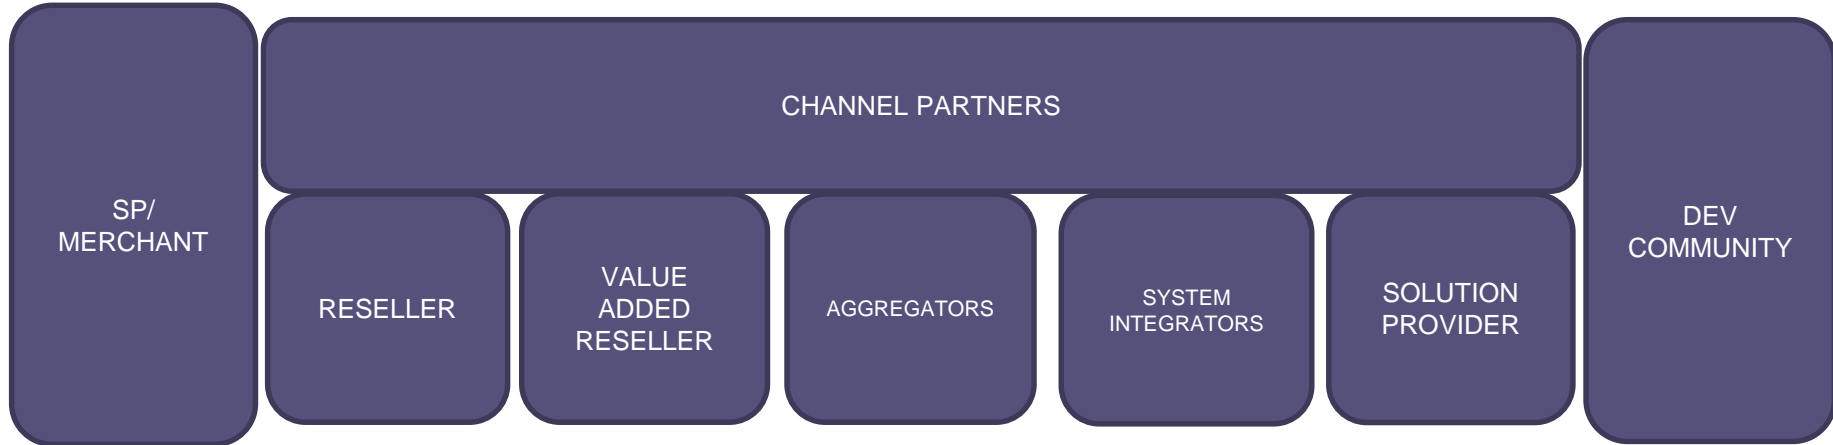 SP/
MERCHANT
CHANNEL PARTNERS
RESELLER
VALUE
ADDED
RESELLER
AGGREGATORS
SYSTEM
INTEGRATORS
SOLUTION
PROVIDER
DEV
COMMUNITY